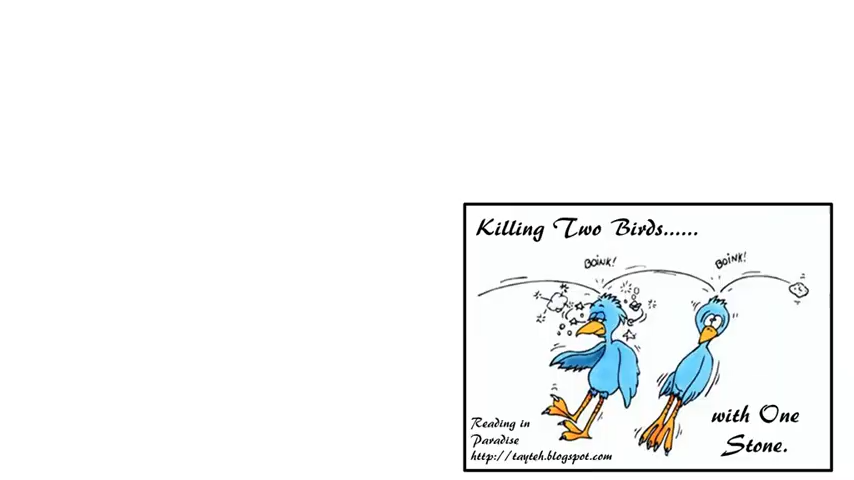 Killing Two Birds......
BOINK!
BOINK!
with One
Stone.
Reading in
Paradise
http://tayteh.blogspot.com